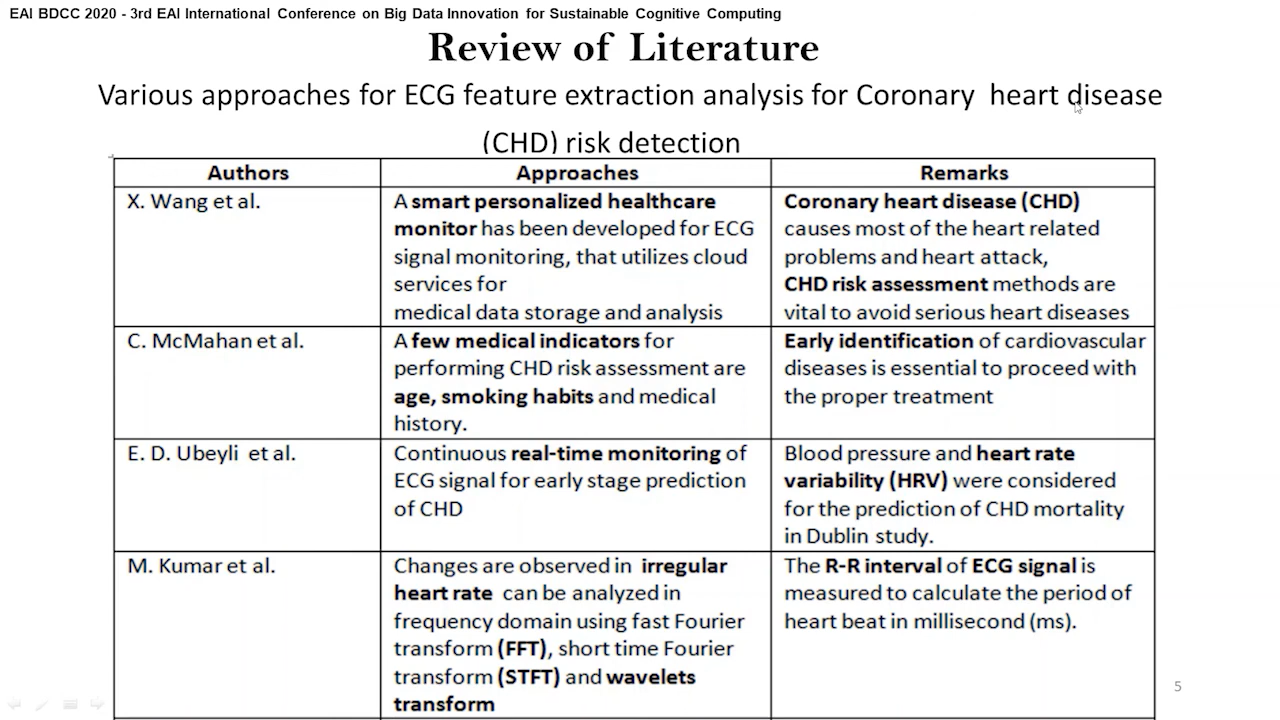 EAI BDCC 2020 - 3rd EAI International Conference on Big Data Innovation for Sustainable Cognitive Computing
Review of Literature
Various approaches for ECG feature extraction analysis for Coronary heart disease
(CHD) risk detection
Authors
Approaches
Remarks
X. Wang et al.
A smart personalized healthcare
monitor has been developed for ECG
signal monitoring, that utilizes cloud
services for
medical data storage and analysis
Coronary heart disease (CHD)
causes most of the heart related
problems and heart attack,
CHD risk assessment methods are
vital to avoid serious heart diseases
C. McMahan et al.
A few medical indicators for
performing CHD risk assessment are
age, smoking habits and medical
history.
Early identification of cardiovascular
diseases is essential to proceed with
the proper treatment
E. D. Ubeyli et al.
Continuous real-time monitoring of
ECG signal for early stage prediction
of CHD
Blood pressure and heart rate
variability (HRV) were considered
for the prediction of CHD mortality
in Dublin study.
M. Kumar et al.
Changes are observed in irregular
heart rate can be analyzed in
frequency domain using fast Fourier
transform (FFT), short time Fourier
transform (STFT) and wavelets
transform
The R-R interval of ECG signal is
measured to calculate the period of
heart beat in millisecond (ms).
5